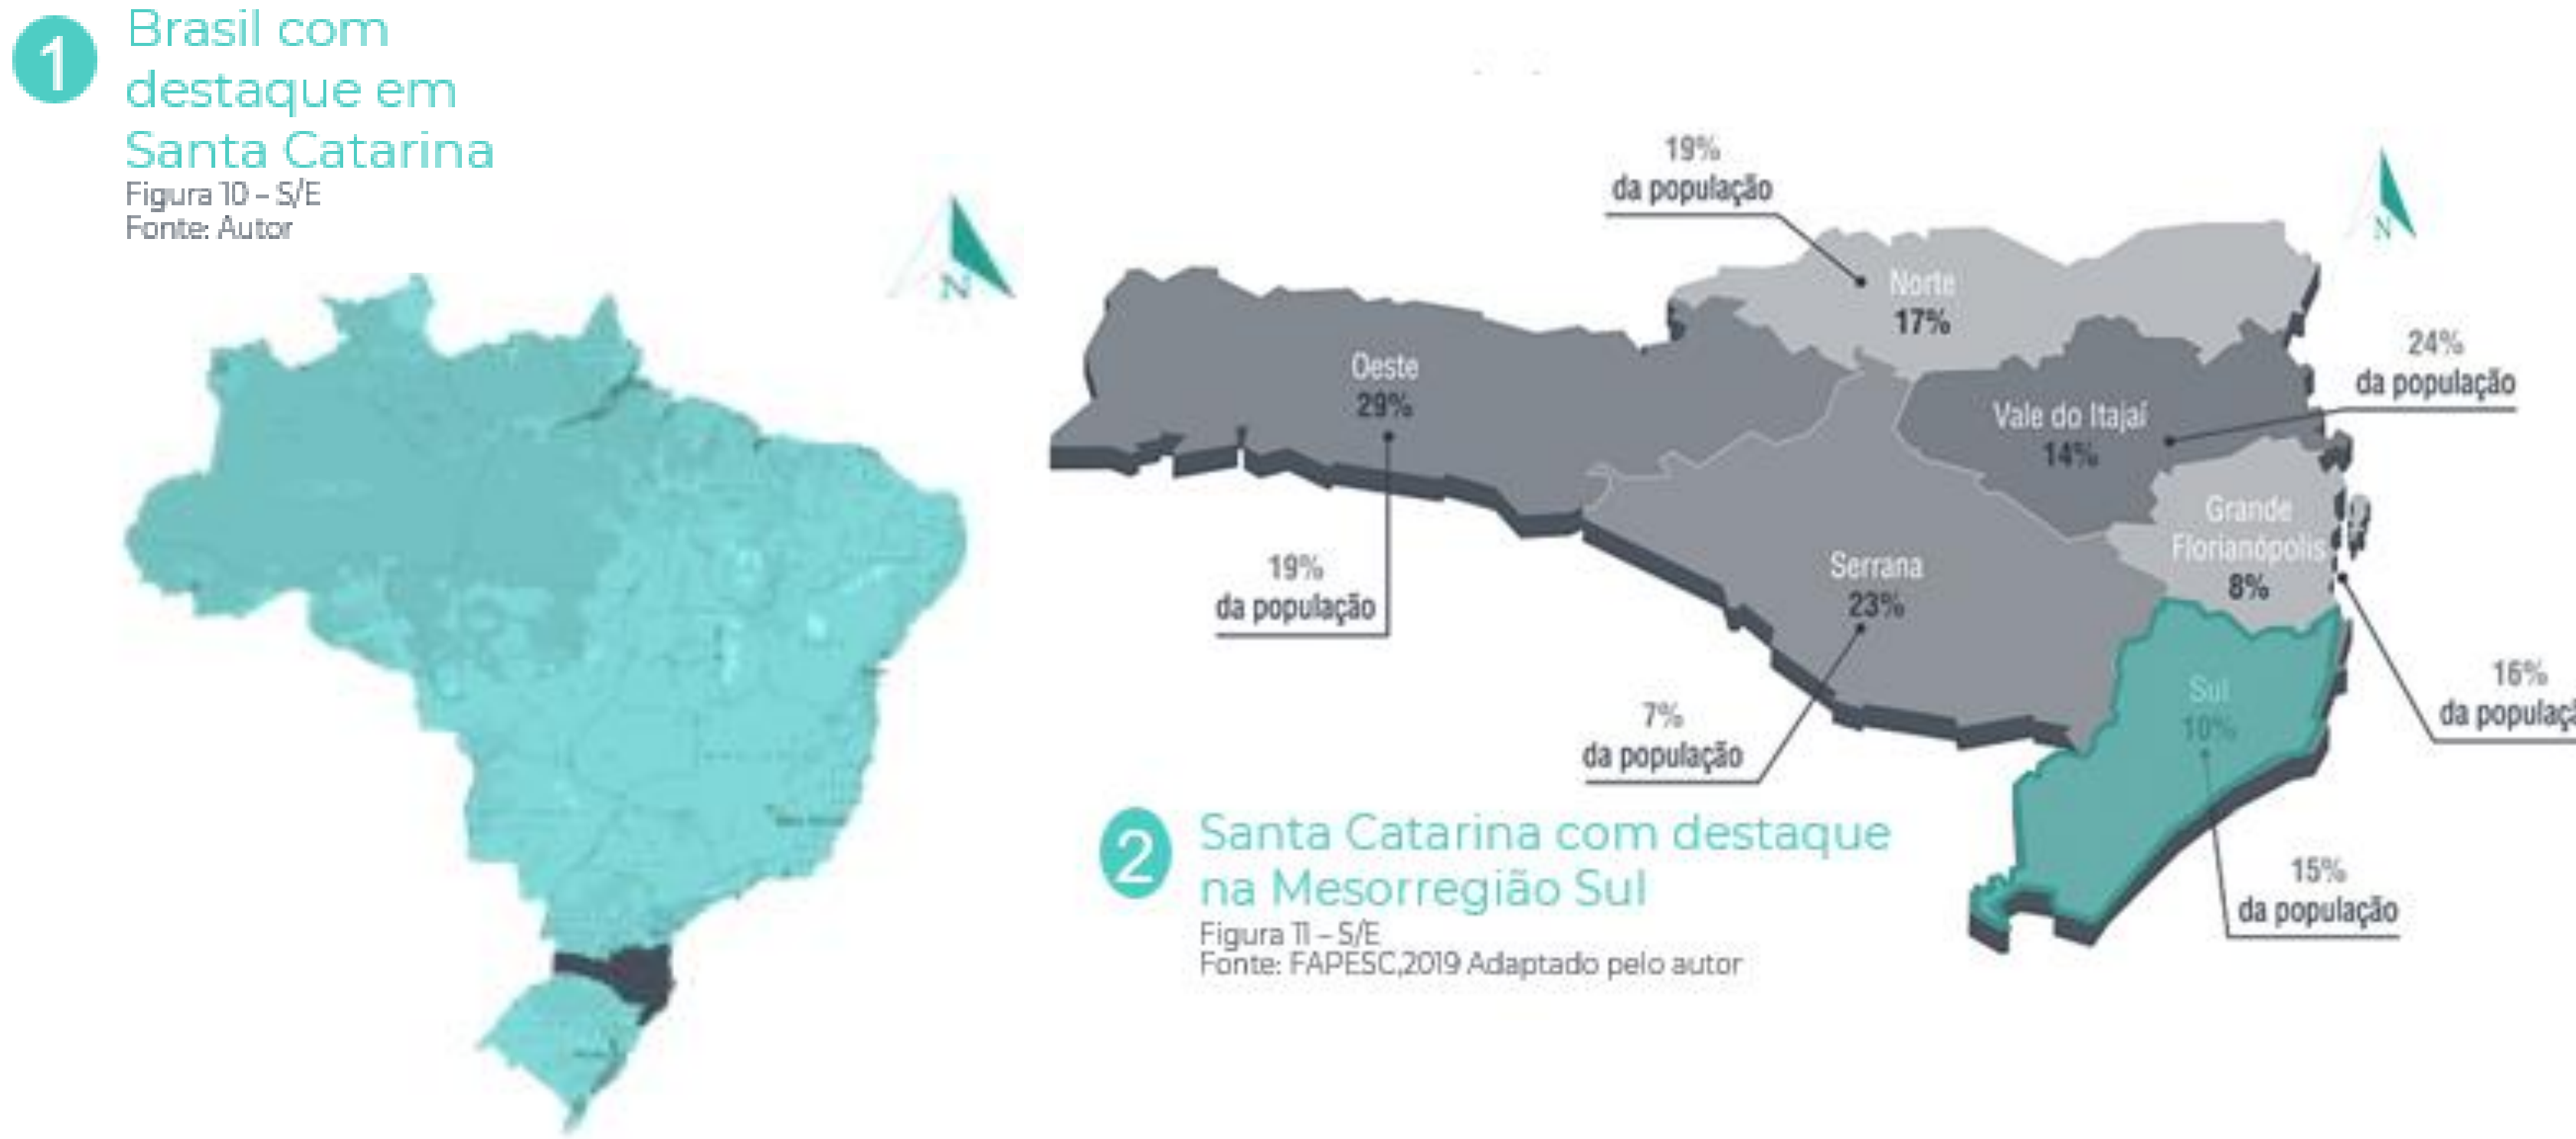 1
Brasil com
destaque em
Santa Catarina
Figura 10 – S/E
Fonte: Autor
N
19%
da população
N
Norte
17%
24%
da população
Oeste
29%
Vale do Itajaí
14%
Grande
Florianópolis
8%
19%
da população
Serrana
23%
Sul
10%
16%
da populaçã
7%
da população
2
Santa Catarina com destaque
na Mesorregião Sul
Figura 11 – S/E
Fonte: FAPESC,2019 Adaptado pelo autor
15%
da população